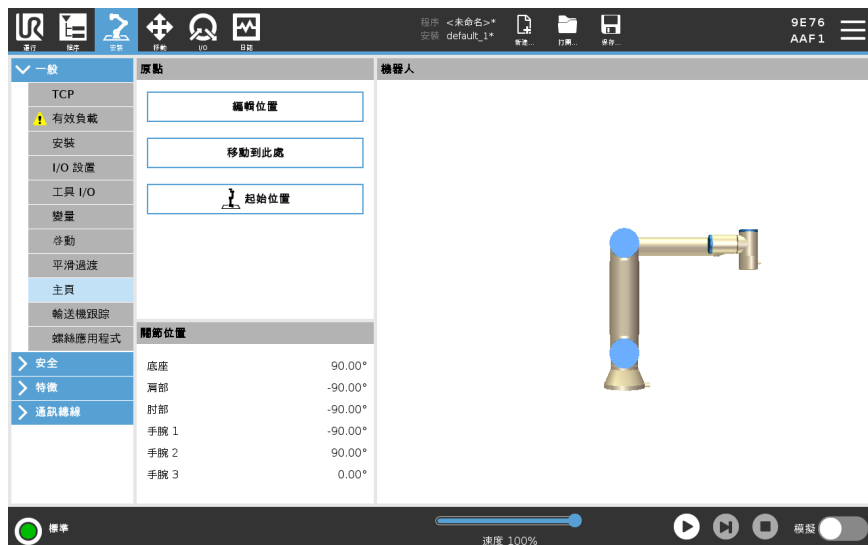 UR
運行
程序
安裝
移動
I/O
日誌
程序 <未命名>*
安裝 default_1*
新建...
打開...
保存...
9E76
AAF1
一般
TCP
有效負載
安裝
I/O 設置
工具 I/O
變量
啓動
平滑過渡
主頁
輸送機跟踪
螺絲應用程式
安全
特徵
通訊總線
原點
編輯位置
移動到此處
起始位置
關節位置
底座 90.00°
肩部 -90.00°
肘部 -90.00°
手腕 1 -90.00°
手腕 2 90.00°
手腕 3 0.00°
機器人
標準
速度 100%
模擬